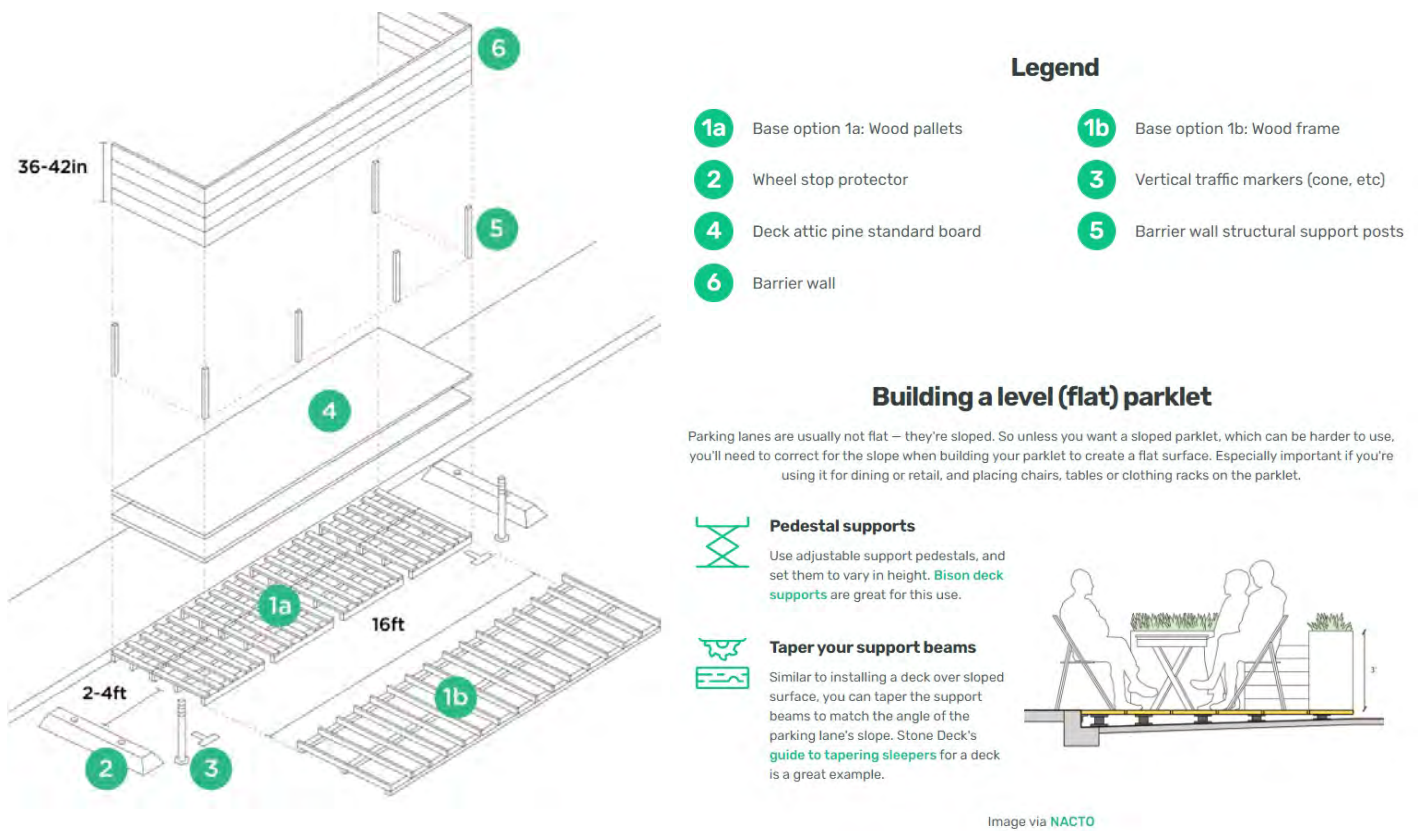 6
36-42in
5
4
1a
16ft
2-4ft
1b
2
3
Legend
1a Base option 1a: Wood pallets
1b Base option 1b: Wood frame
2 Wheel stop protector
3 Vertical traffic markers (cone, etc)
4 Deck attic pine standard board
5 Barrier wall structural support posts
6 Barrier wall
Building a level (flat) parklet
Parking lanes are usually not flat — they're sloped. So unless you want a sloped parklet, which can be harder to use,
you'll need to correct for the slope when building your parklet to create a flat surface. Especially important if you're
using it for dining or retail, and placing chairs, tables or clothing racks on the parklet.
Pedestal supports
Use adjustable support pedestals, and
set them to vary in height. Bison deck
supports are great for this use.
Taper your support beams
Similar to installing a deck over sloped
surface, you can taper the support
beams to match the angle of the
parking lane's slope. Stone Deck's
guide to tapering sleepers for a deck
is a great example.
3'
Image via NACTO